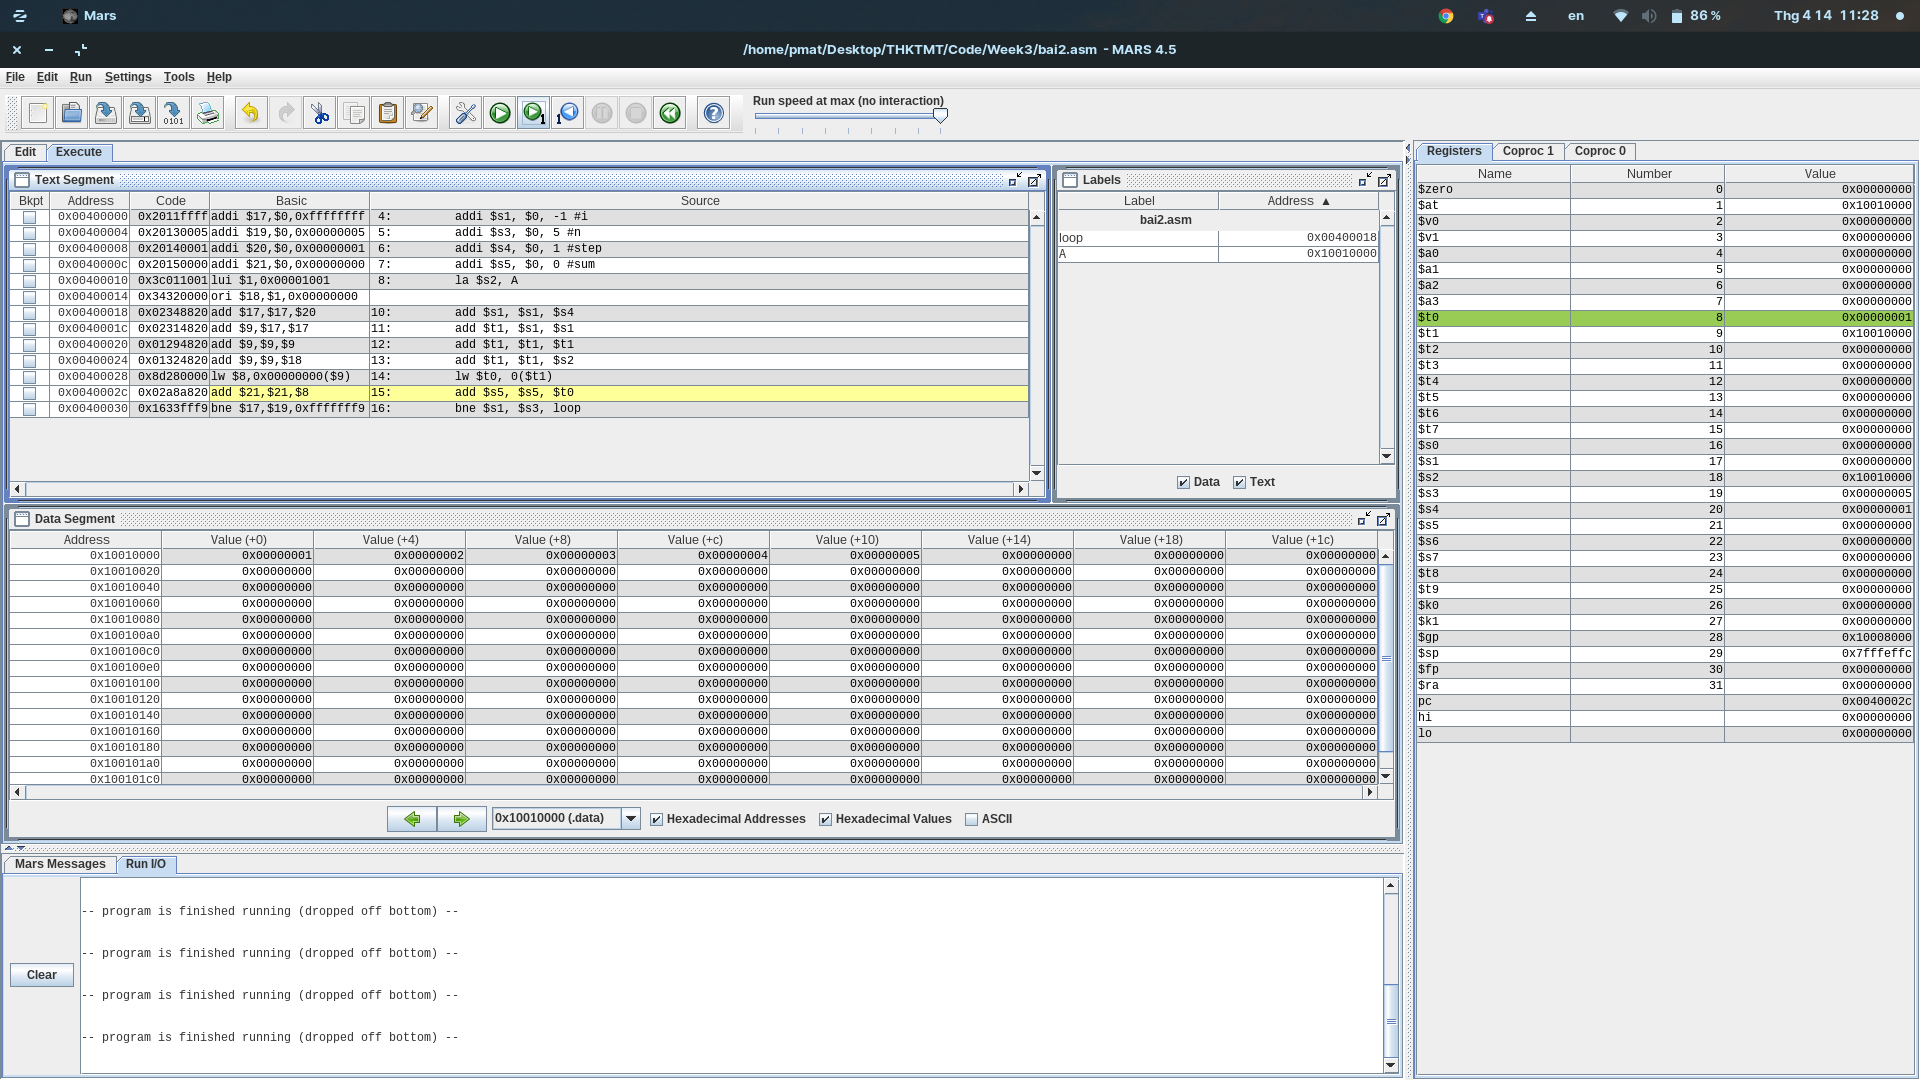 Mars
en
86 %
Thg 4 14 11:28
/home/pmat/Desktop/THKTMT/Code/Week3/bai2.asm - MARS 4.5
File Edit Run Settings Tools Help
Run speed at max (no interaction)
Edit Execute
Text Segment
Bkpt Address Code Basic Source
0x00400000 0x2011ffff addi $17,$0,0xffffffff 4: addi $s1, $0, -1 #i
0x00400004 0x20130005 addi $19,$0,0x00000005 5: addi $s3, $0, 5 #n
0x00400008 0x20140001 addi $20,$0,0x00000001 6: addi $s4, $0, 1 #step
0x0040000c 0x20150000 addi $21,$0,0x00000000 7: addi $s5, $0, 0 #sum
0x00400010 0x3c011001 lui $1,0x00001001 8: la $s2, A
0x00400014 0x34320000 ori $18,$1,0x00000000
0x00400018 0x02348820 add $17,$17,$20 10: add $s1, $s1, $s4
0x0040001c 0x02314820 add $9,$17,$17 11: add $t1, $s1, $s1
0x00400020 0x01294820 add $9,$9,$9 12: add $t1, $t1, $t1
0x00400024 0x01324820 add $9,$9,$18 13: add $t1, $t1, $s2
0x00400028 0x8d280000 lw $8,0x00000000($9) 14: lw $t0, 0($t1)
0x0040002c 0x02a8a820 add $21,$21,$8 15: add $s5, $s5, $t0
0x00400030 0x1633fff9 bne $17,$19,0xfffffff9 16: bne $s1, $s3, loop
Labels
Label Address ▲
bai2.asm
loop 0x00400018
A 0x10010000
Data Text
Data Segment
Address Value (+0) Value (+4) Value (+8) Value (+c) Value (+10) Value (+14) Value (+18) Value (+1c)
0x10010000 0x00000001 0x00000002 0x00000003 0x00000004 0x00000005 0x00000000 0x00000000 0x00000000
0x10010020 0x00000000 0x00000000 0x00000000 0x00000000 0x00000000 0x00000000 0x00000000 0x00000000
0x10010040 0x00000000 0x00000000 0x00000000 0x00000000 0x00000000 0x00000000 0x00000000 0x00000000
0x10010060 0x00000000 0x00000000 0x00000000 0x00000000 0x00000000 0x00000000 0x00000000 0x00000000
0x10010080 0x00000000 0x00000000 0x00000000 0x00000000 0x00000000 0x00000000 0x00000000 0x00000000
0x100100a0 0x00000000 0x00000000 0x00000000 0x00000000 0x00000000 0x00000000 0x00000000 0x00000000
0x100100c0 0x00000000 0x00000000 0x00000000 0x00000000 0x00000000 0x00000000 0x00000000 0x00000000
0x100100e0 0x00000000 0x00000000 0x00000000 0x00000000 0x00000000 0x00000000 0x00000000 0x00000000
0x10010100 0x00000000 0x00000000 0x00000000 0x00000000 0x00000000 0x00000000 0x00000000 0x00000000
0x10010120 0x00000000 0x00000000 0x00000000 0x00000000 0x00000000 0x00000000 0x00000000 0x00000000
0x10010140 0x00000000 0x00000000 0x00000000 0x00000000 0x00000000 0x00000000 0x00000000 0x00000000
0x10010160 0x00000000 0x00000000 0x00000000 0x00000000 0x00000000 0x00000000 0x00000000 0x00000000
0x10010180 0x00000000 0x00000000 0x00000000 0x00000000 0x00000000 0x00000000 0x00000000 0x00000000
0x100101a0 0x00000000 0x00000000 0x00000000 0x00000000 0x00000000 0x00000000 0x00000000 0x00000000
0x100101c0 0x00000000 0x00000000 0x00000000 0x00000000 0x00000000 0x00000000 0x00000000 0x00000000
0x10010000 (.data) Hexadecimal Addresses Hexadecimal Values ASCII
Mars Messages Run I/O
Clear
-- program is finished running (dropped off bottom) --
-- program is finished running (dropped off bottom) --
-- program is finished running (dropped off bottom) --
-- program is finished running (dropped off bottom) --
Registers Coproc 1 Coproc 0
Name Number Value
$zero 0 0x00000000
$at 1 0x10010000
$v0 2 0x00000000
$v1 3 0x00000000
$a0 4 0x00000000
$a1 5 0x00000000
$a2 6 0x00000000
$a3 7 0x00000000
$t0 8 0x00000001
$t1 9 0x10010000
$t2 10 0x00000000
$t3 11 0x00000000
$t4 12 0x00000000
$t5 13 0x00000000
$t6 14 0x00000000
$t7 15 0x00000000
$s0 16 0x00000000
$s1 17 0x00000000
$s2 18 0x10010000
$s3 19 0x00000005
$s4 20 0x00000001
$s5 21 0x00000000
$s6 22 0x00000000
$s7 23 0x00000000
$t8 24 0x00000000
$t9 25 0x00000000
$k0 26 0x00000000
$k1 27 0x00000000
$gp 28 0x10008000
$sp 29 0x7fffeffc
$fp 30 0x00000000
$ra 31 0x00000000
pc 0x0040002c
hi 0x00000000
lo 0x00000000